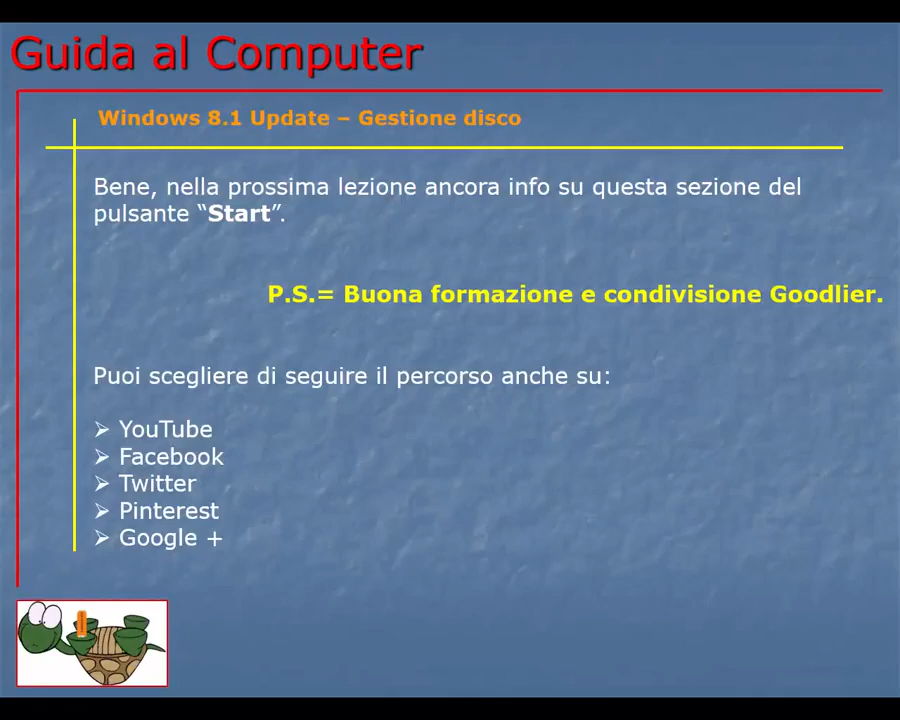 Guida al Computer
Windows 8.1 Update – Gestione disco
Bene, nella prossima lezione ancora info su questa sezione del
pulsante “Start”.
P.S.= Buona formazione e condivisione Goodlier.
Puoi scegliere di seguire il percorso anche su:
➢ YouTube
➢ Facebook
➢ Twitter
➢ Pinterest
➢ Google +